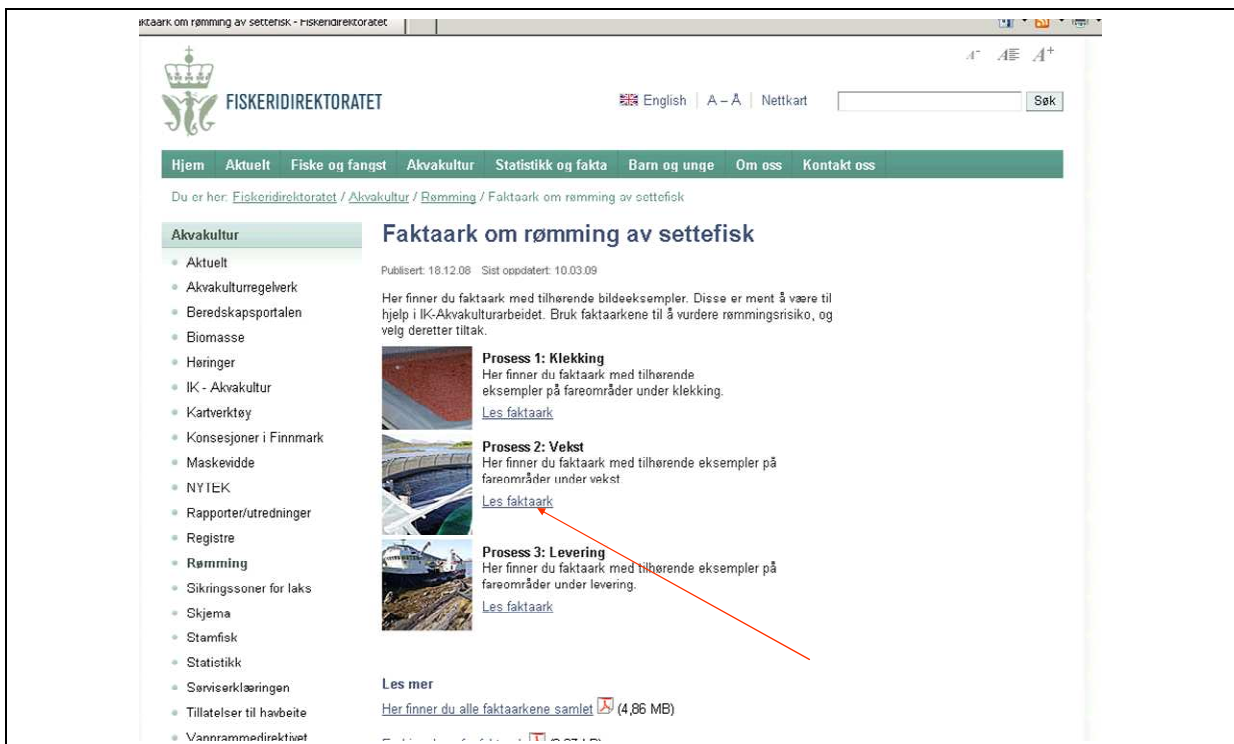 ktaark om rømming av settefisk - Fiskeridirektoratet
A- A A+
FISKERIDIREKTORATET
English | A – Å | Nettkart
Søk
Hjem Aktuelt Fiske og fangst Akvakultur Statistikk og fakta Barn og unge Om oss Kontakt oss
Du er her: Fiskeridirektoratet / Akvakultur / Rømming / Faktaark om rømming av settefisk
Akvakultur
Aktuelt
Akvakulturregelverk
Beredskapsportalen
Biomasse
Høringer
IK - Akvakultur
Kartverktøy
Konsesjoner i Finnmark
Maskevidde
NYTEK
Rapporter/utredninger
Registre
Rømming
Sikringssoner for laks
Skjema
Stamfisk
Statistikk
Sørviserklæringen
Tillatelser til havbeite
Vannrammedirektivet
Faktaark om rømming av settefisk
Publisert: 18.12.08 Sist oppdatert: 10.03.09
Her finner du faktaark med tilhørende bildeeksempler. Disse er ment å være til
hjelp i IK-Akvakulturarbeidet. Bruk faktaarkene til å vurdere rømmingsrisiko, og
velg deretter tiltak.
Prosess 1: Klekking
Her finner du faktaark med tilhørende
eksempler på fareområder under klekking.
Les faktaark
Prosess 2: Vekst
Her finner du faktaark med tilhørende eksempler på
fareområder under vekst
Les faktaark
Prosess 3: Levering
Her finner du faktaark med tilhørende eksempler på
fareområder under levering.
Les faktaark
Les mer
Her finner du alle faktaarkene samlet (4,86 MB)